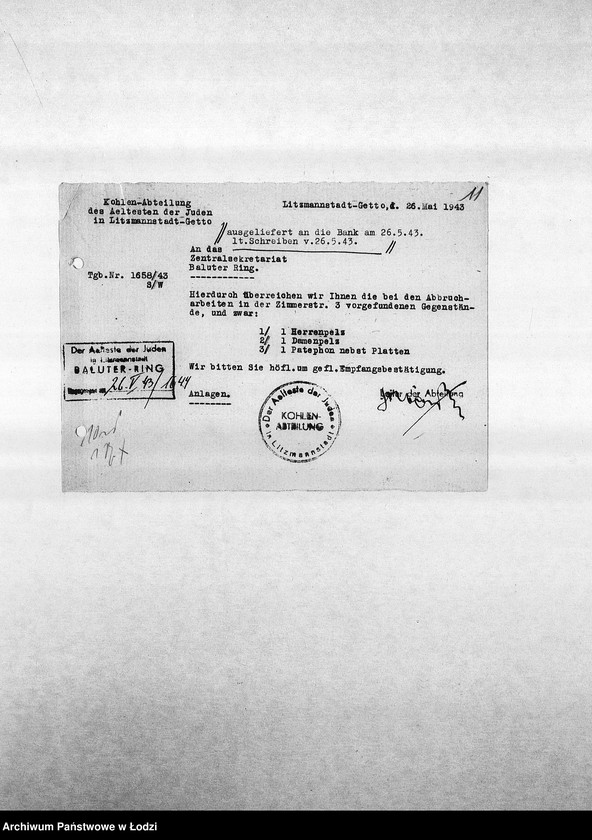 11
Kohlen-Abteilung
des Aeltesten der Juden
in Litzmannstadt-Getto
Litzmannstadt-Getto,d. 26.Mai 1943
//ausgeliefert an die Bank am 26.5.43.
lt.Schreiben v.26.5.43. //
An das
Zentralsekretariat
Baluter Ring.
Tgb.Nr. 1658/43
S/W
Hierdurch überreichen wir Ihnen die bei den Abbruch-
arbeiten in der Zimmerstr. 3 vorgefundenen Gegenstän-
de, und zwar:
1/ 1 Herrenpelz
2/ 1 Damenpelz
3/ 1 Patephon nebst Platten
Wir bitten Sie höfl.um gefl.Empfangsbestätigung.
Der Aelteste der Juden
in Litzmannstadt
BALUTER-RING
Eingegangen am 26.V.43/1644
Anlagen.
Der Aelteste der Juden
KOHLEN-
ABTEILUNG
in Litzmannstadt
Leiter der Abteilung
Archiwum Państwowe w Łodzi